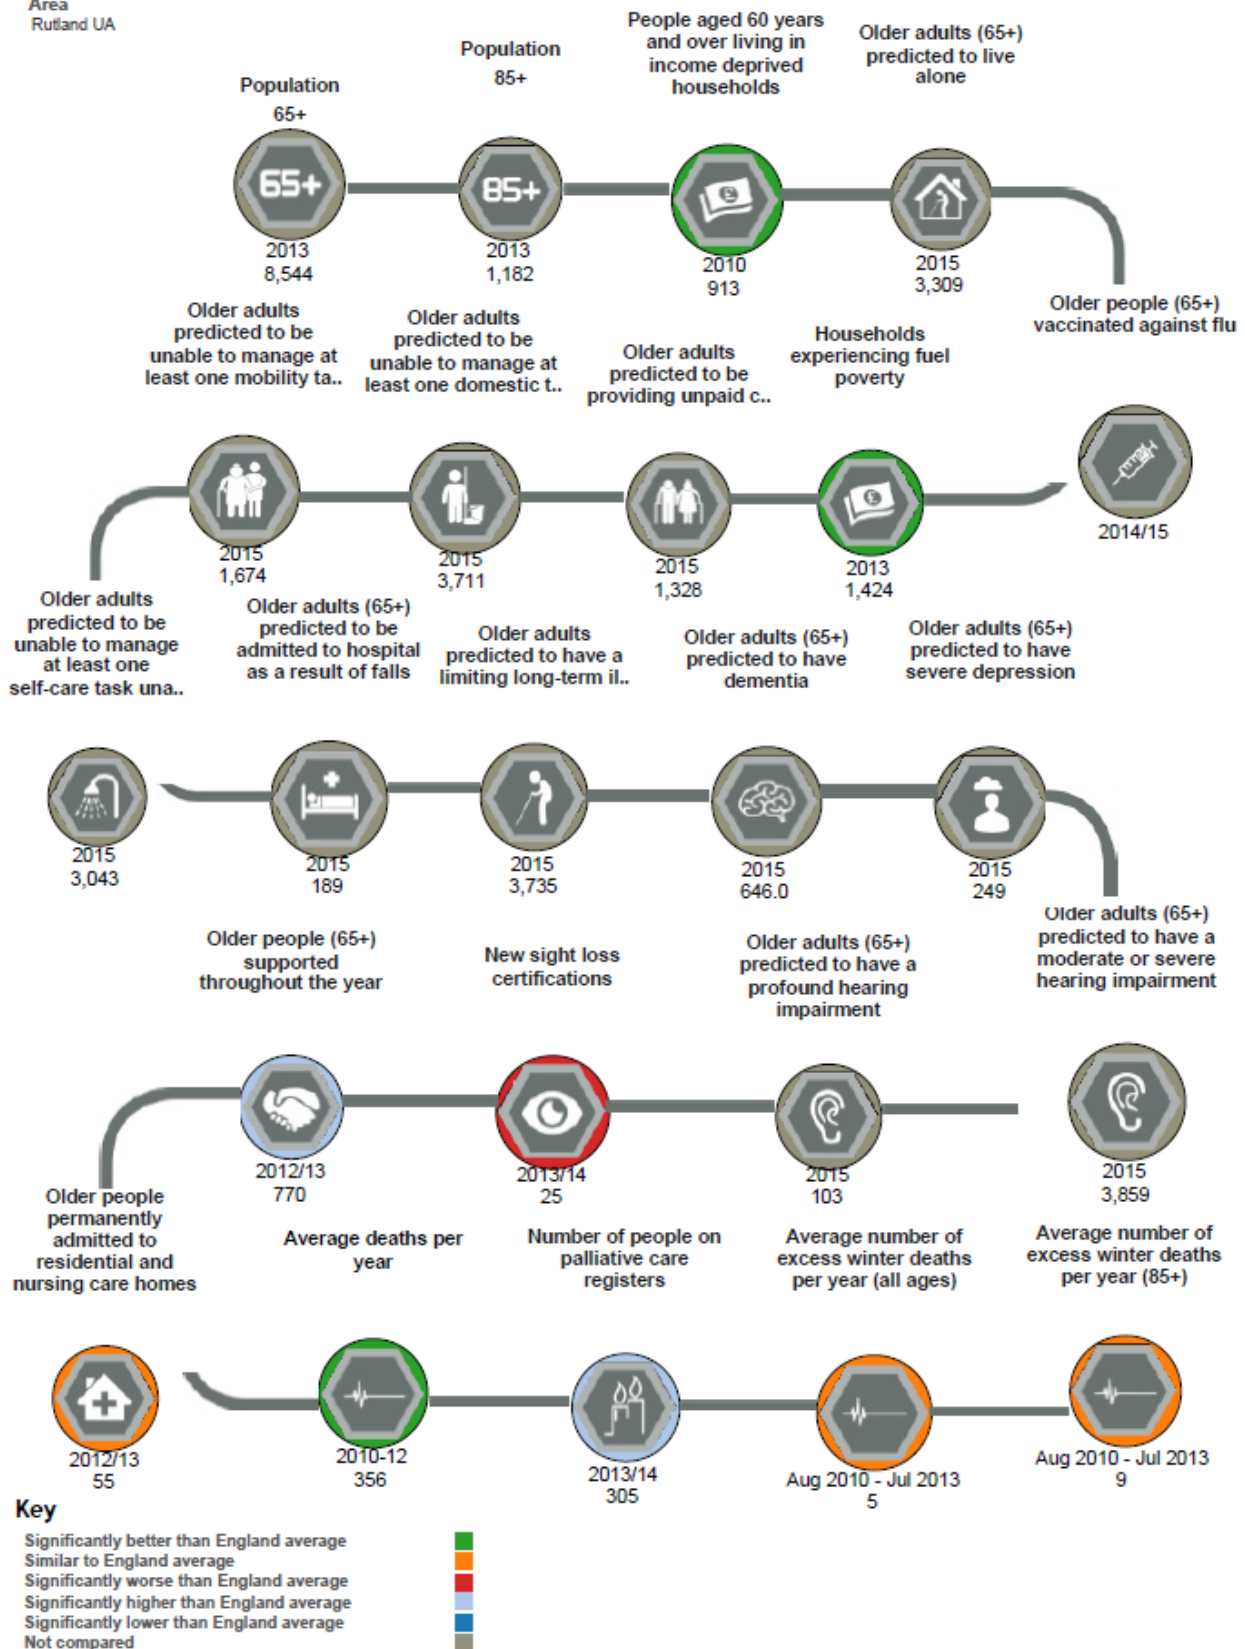 Area
Rutland UA
Population
65+
Population
85+
People aged 60 years
and over living in
income deprived
households
Older adults (65+)
predicted to live
alone
65+
85+
£
2013
8,544
2013
1,182
2010
913
2015
3,309
Older people (65+)
vaccinated against flu
Older adults
predicted to be
unable to manage at
least one mobility ta..
Older adults
predicted to be
unable to manage at
least one domestic t..
Older adults
predicted to be
providing unpaid c..
Households
experiencing fuel
poverty
£
2015
1,674
2015
3,711
2015
1,328
2013
1,424
2014/15
Older adults
predicted to be
unable to manage
at least one
self-care task una..
Older adults (65+)
predicted to be
admitted to hospital
as a result of falls
Older adults
predicted to have a
limiting long-term il..
Older adults (65+)
predicted to have
dementia
Older adults (65+)
predicted to have
severe depression
2015
3,043
2015
189
2015
3,735
2015
646.0
2015
249
Older adults (65+)
predicted to have a
moderate or severe
hearing impairment
Older people (65+)
supported
throughout the year
New sight loss
certifications
Older adults (65+)
predicted to have a
profound hearing
impairment
2012/13
770
2013/14
25
2015
103
2015
3,859
Older people
permanently
admitted to
residential and
nursing care homes
Average deaths per
year
Number of people on
palliative care
registers
Average number of
excess winter deaths
per year (all ages)
Average number of
excess winter deaths
per year (85+)
2012/13
55
2010-12
356
2013/14
305
Aug 2010 - Jul 2013
5
Aug 2010 - Jul 2013
9
Key
Significantly better than England average
Similar to England average
Significantly worse than England average
Significantly higher than England average
Significantly lower than England average
Not compared